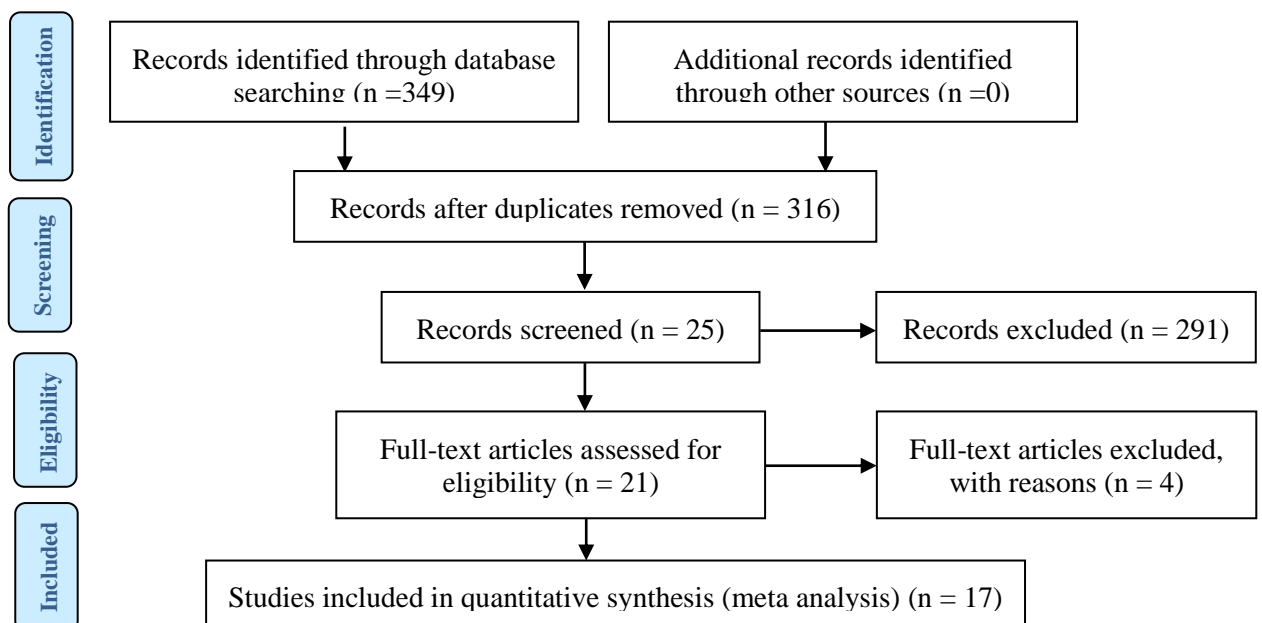 Identification
Records identified through database
searching (n =349)
Additional records identified
through other sources (n =0)
Records after duplicates removed (n = 316)
Screening
Records screened (n = 25)
Records excluded (n = 291)
Eligibility
Full-text articles assessed for
eligibility (n = 21)
Full-text articles excluded,
with reasons (n = 4)
Included
Studies included in quantitative synthesis (meta analysis) (n = 17)